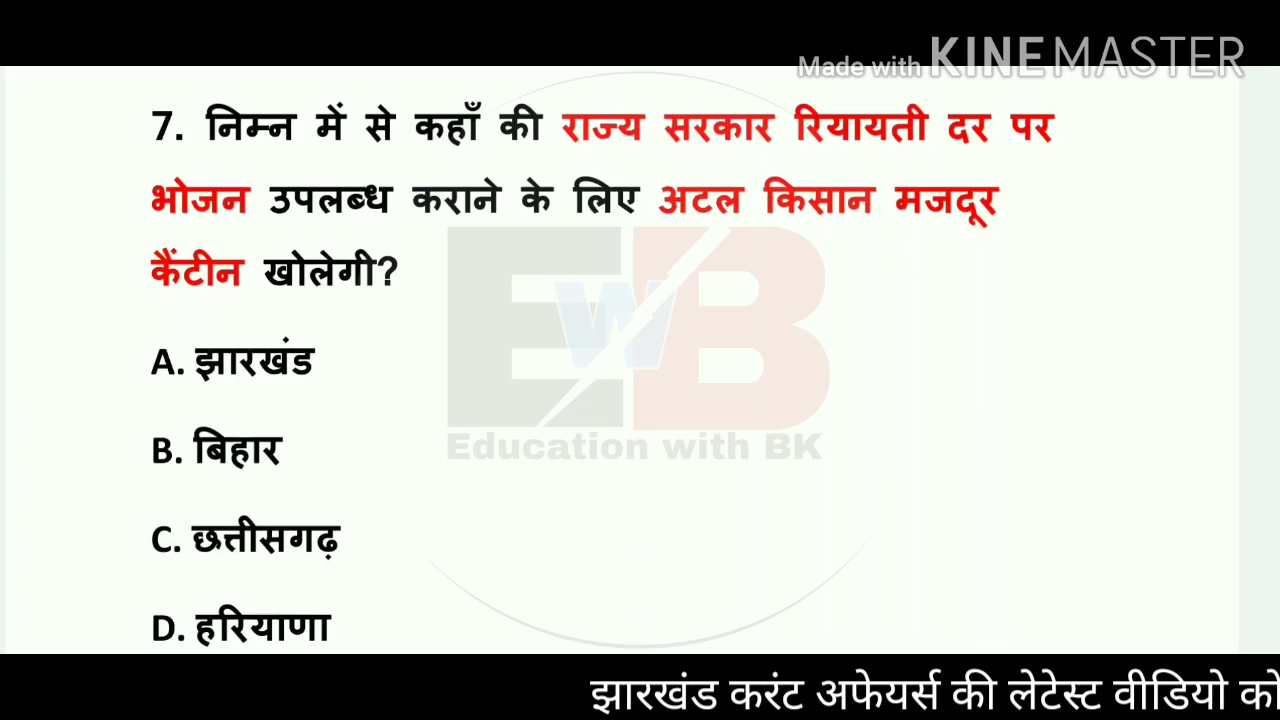 Made with KINEMASTER
7. निम्न में से कहाँ की राज्य सरकार रियायती दर पर
भोजन उपलब्ध कराने के लिए अटल किसान मजदूर
कैंटीन खोलेगी?
EWB
Education with BK
A. झारखंड
B. बिहार
C. छत्तीसगढ़
D. हरियाणा
झारखंड करंट अफेयर्स की लेटेस्ट वीडियो को